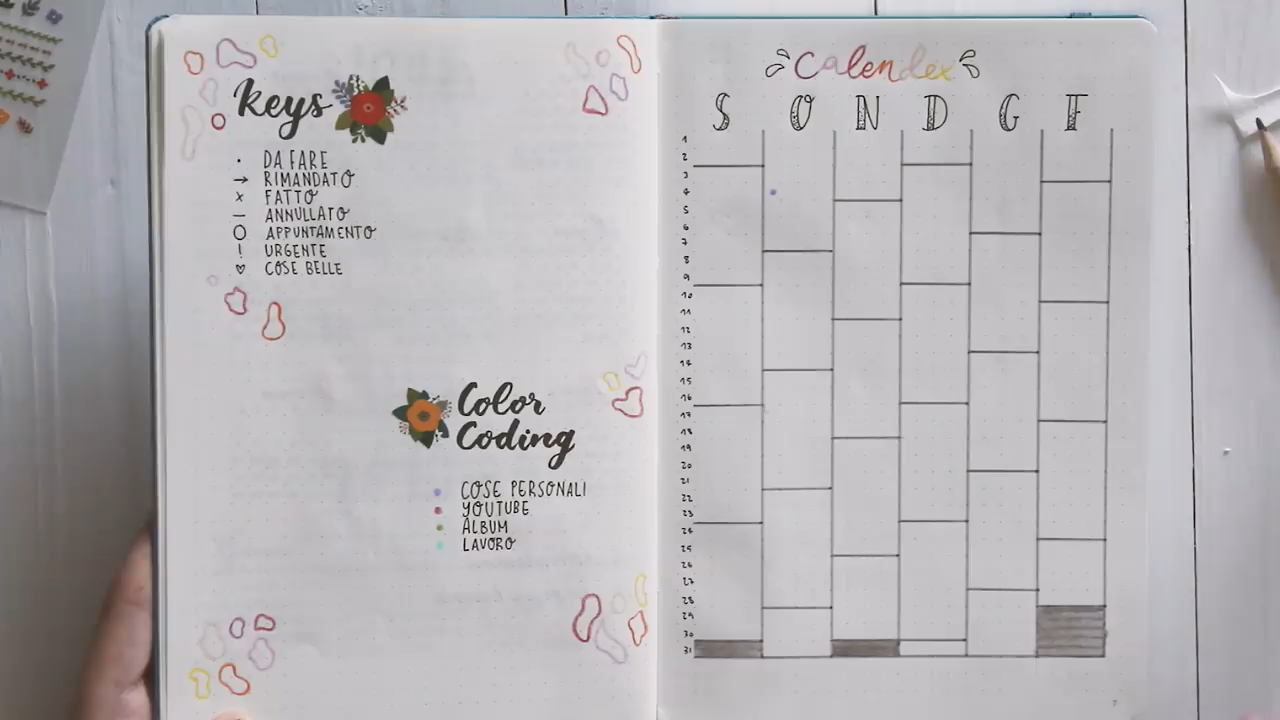 Keys
· DA FARE
→ RIMANDATO
x FATTO
— ANNULLATO
O APPUNTAMENTO
! URGENTE
♡ COSE BELLE
Color
Coding
COSE PERSONALI
YOUTUBE
ALBUM
LAVORO
Calendex
S O N D G F
1
2
3
4
5
6
7
8
9
10
11
12
13
14
15
16
17
18
19
20
21
22
23
24
25
26
27
28
29
30
31
7